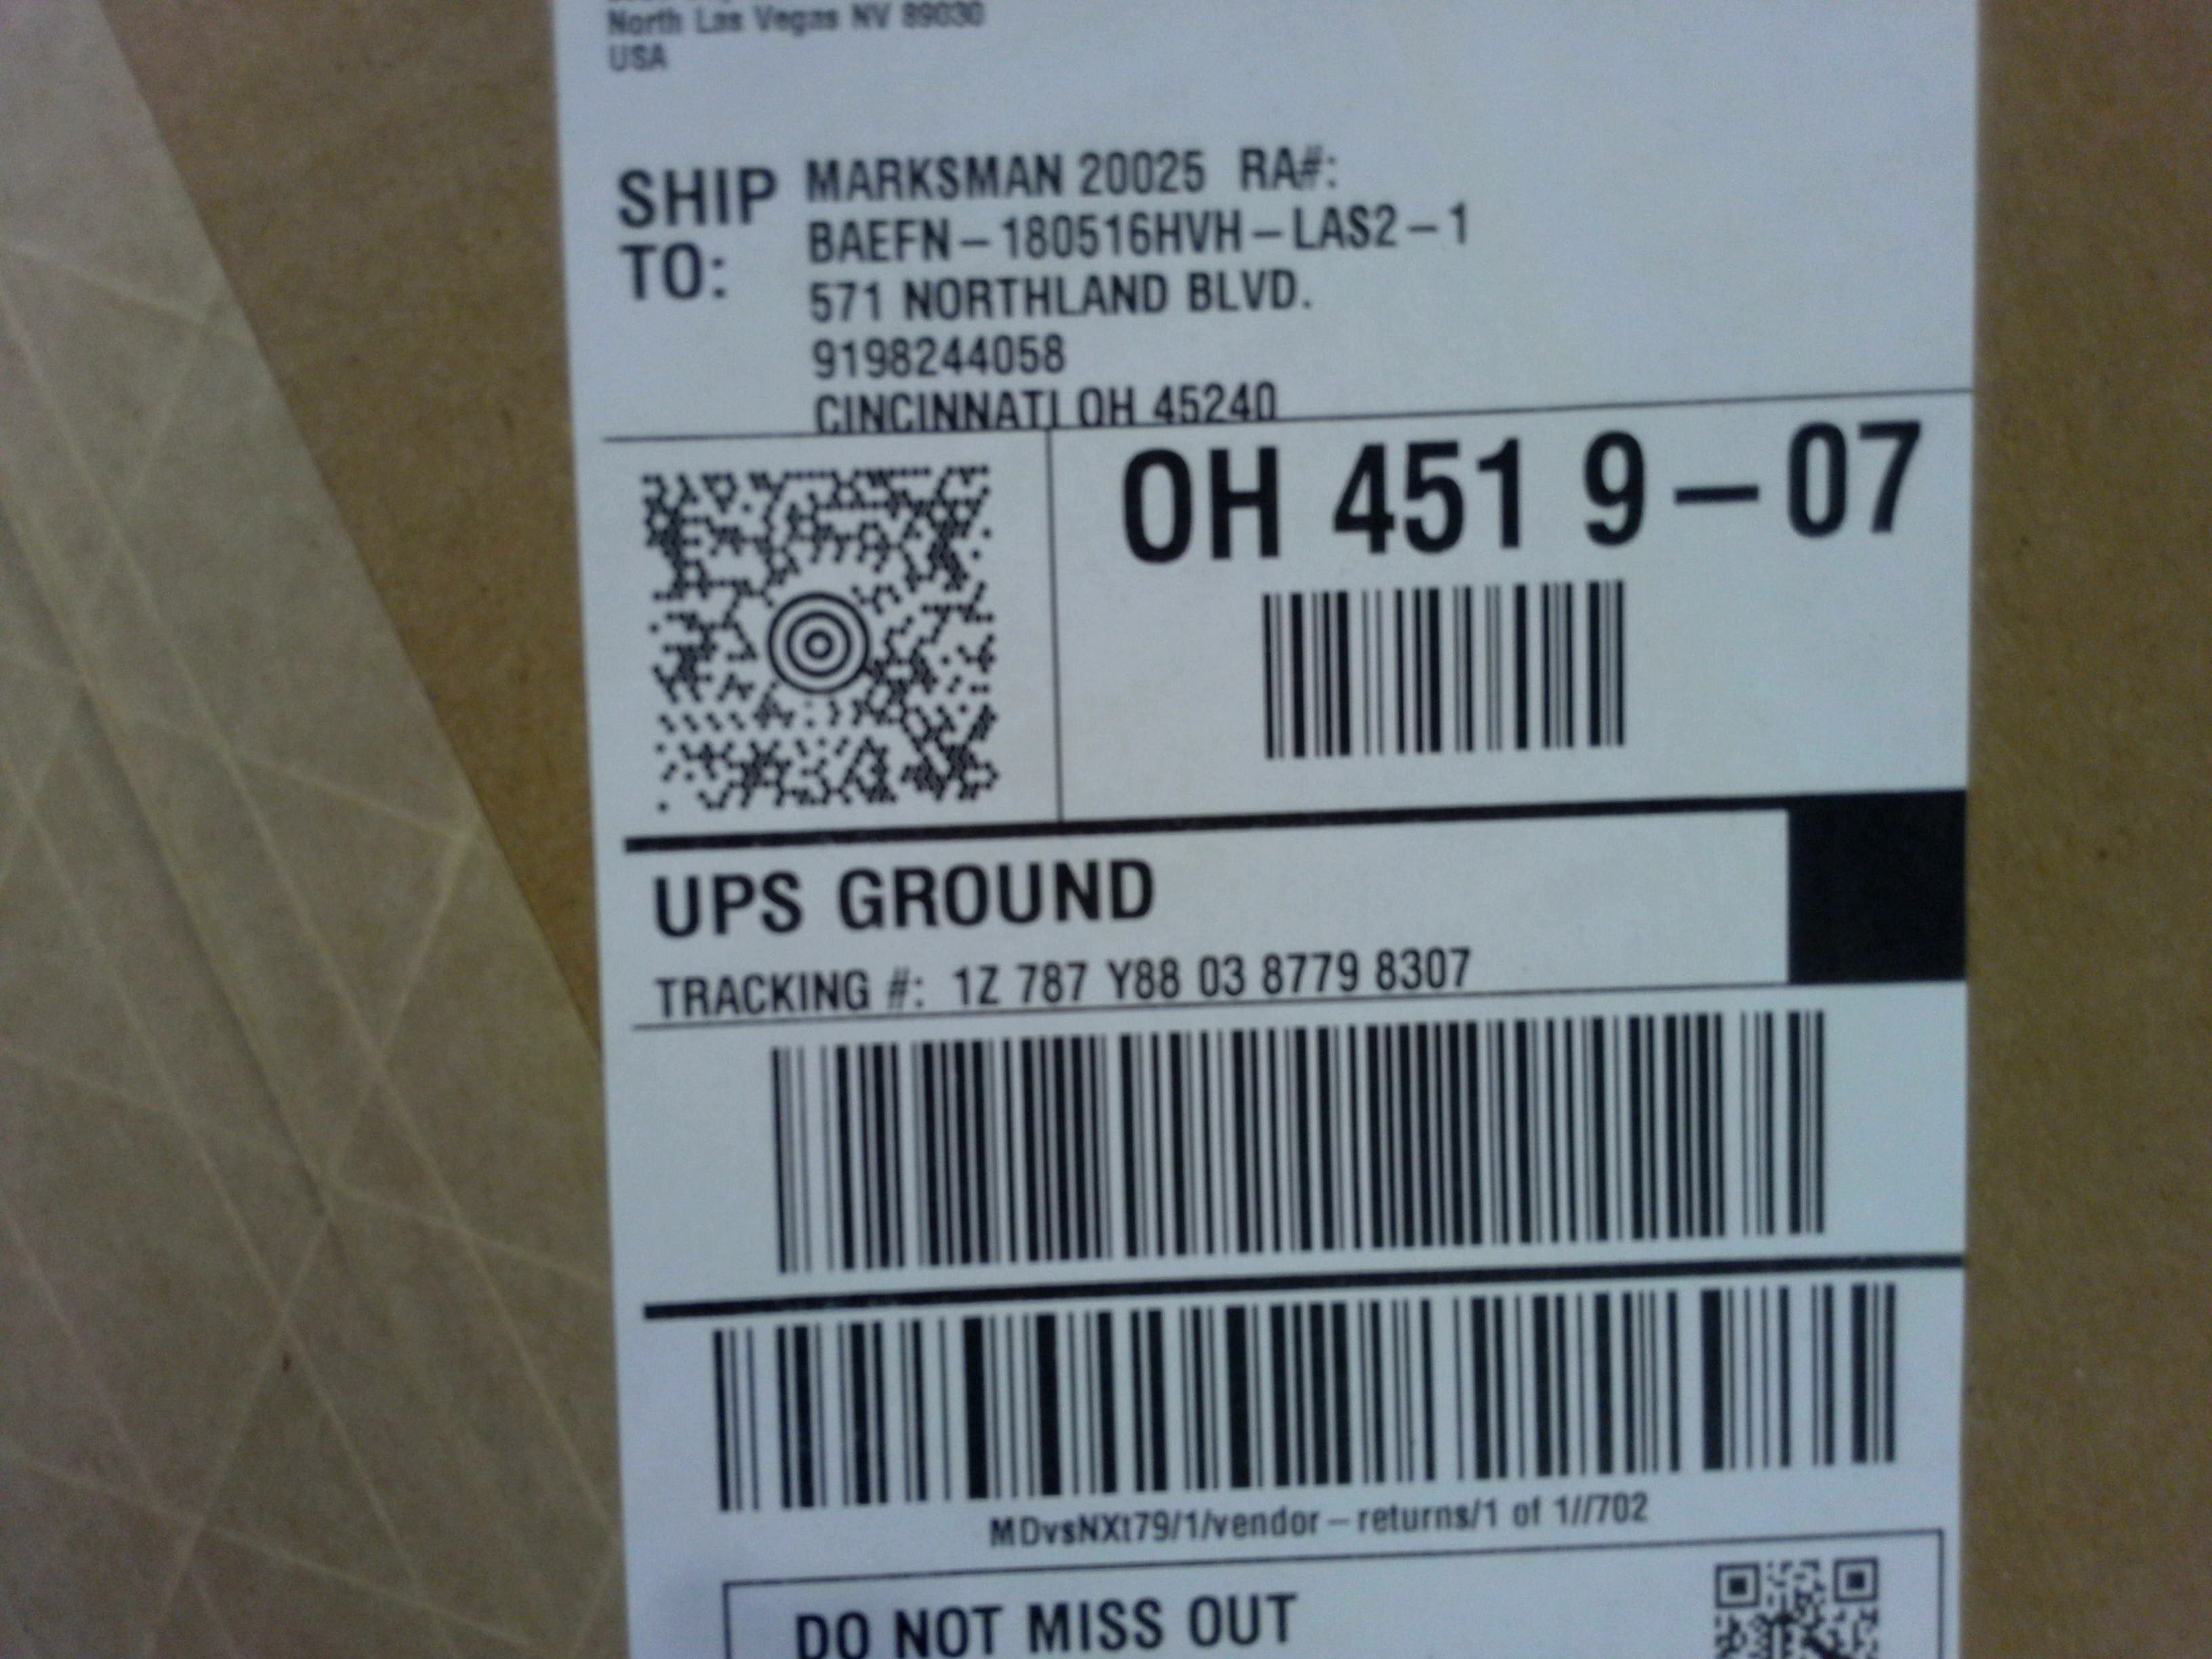 North Las Vegas NV 89030
USA
SHIP TO:
MARKSMAN 20025 RA#:
BAEFN-180516HVH-LAS2-1
571 NORTHLAND BLVD.
9198244058
CINCINNATI OH 45240
OH 451 9-07
UPS GROUND
TRACKING #: 1Z 787 Y88 03 8779 8307
MDvsNXt79/1/vendor-returns/1 of 1//702
DO NOT MISS OUT